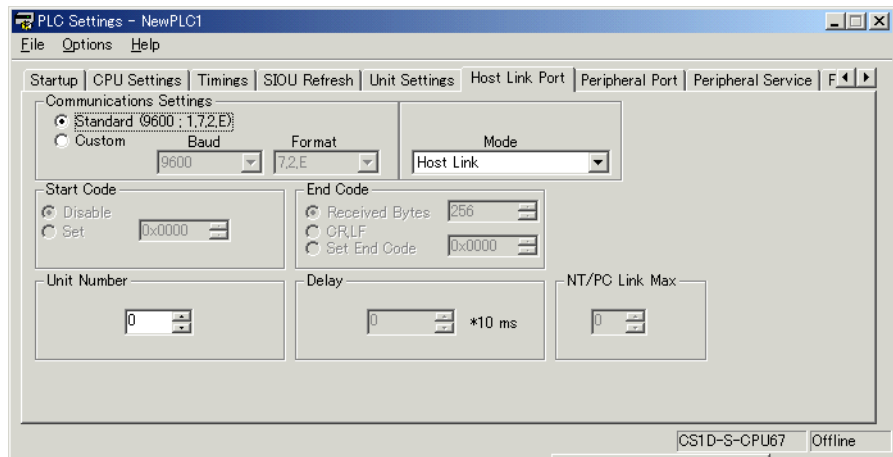 PLC Settings - NewPLC1
File Options Help
Startup CPU Settings Timings SIOU Refresh Unit Settings Host Link Port Peripheral Port Peripheral Service F
Communications Settings
Standard (9600 ; 1,7,2,E)
Custom Baud Format Mode
9600 7,2,E Host Link
Start Code End Code
Disable Received Bytes 256
Set 0x0000 CR,LF
Set End Code 0x0000
Unit Number Delay NT/PC Link Max
0 0 *10 ms 0
CS1D-S-CPU67 Offline